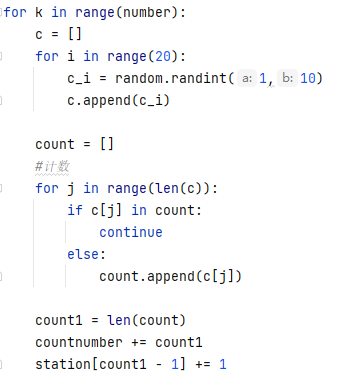 for k in range(number):
    c = []
    for i in range(20):
        c_i = random.randint( a: 1, b: 10)
        c.append(c_i)

    count = []
    #计数
    for j in range(len(c)):
        if c[j] in count:
            continue
        else:
            count.append(c[j])

    count1 = len(count)
    countnumber += count1
    station[count1 - 1] += 1